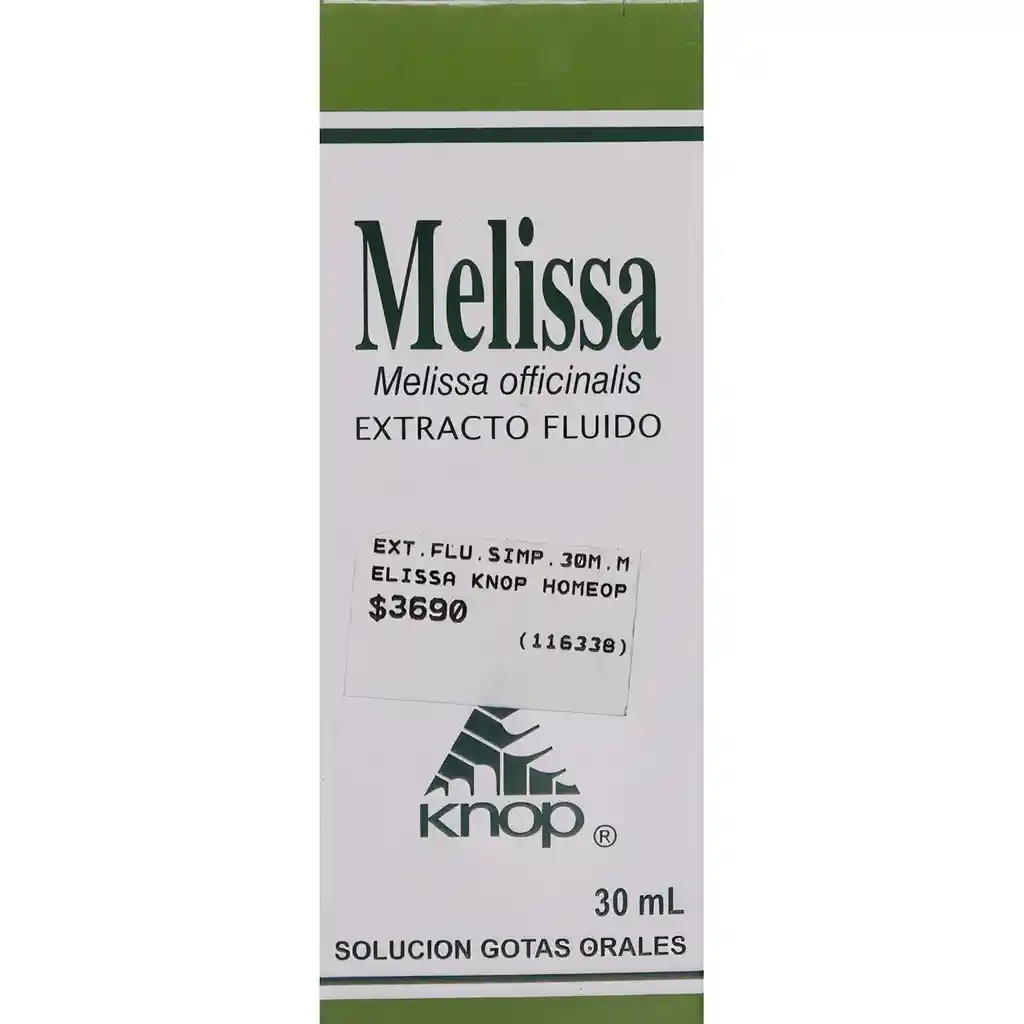 Melissa
Melissa officinalis
EXTRACTO FLUIDO
EXT.FLU.SIMP.30M.M
ELISSA KNOP HOMEOP
$3690
(116338)
knop ®
30 mL
SOLUCION GOTAS ORALES